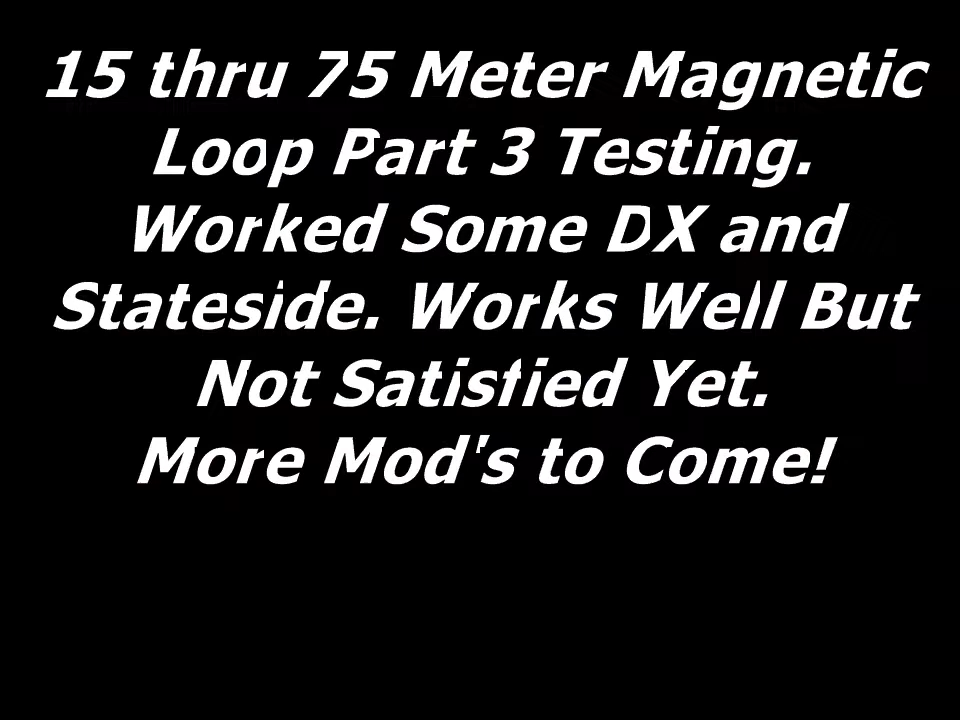 15 thru 75 Meter Magnetic
Loop Part 3 Testing.
Worked Some DX and
Stateside. Works Well But
Not Satisfied Yet.
More Mod's to Come!